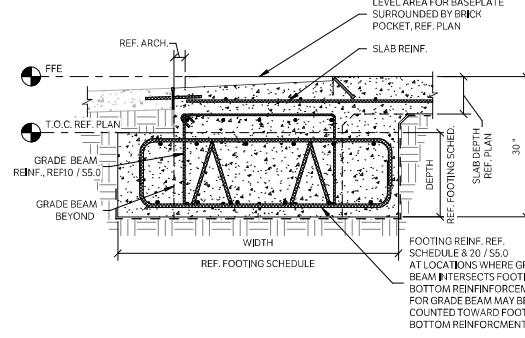 LEVEL AREA FOR BASEPLATE
SURROUNDED BY BRICK
POCKET, REF. PLAN
REF. ARCH.
SLAB REINF.
FFE
T.O.C. REF. PLAN
GRADE BEAM
REINF., REF10 / S5.0
GRADE BEAM
BEYOND
DEPTH
REF. FOOTING SCHED.
SLAB DEPTH
REF. PLAN
30"
WIDTH
REF. FOOTING SCHEDULE
FOOTING REINF. REF.
SCHEDULE & 20 / S5.0
AT LOCATIONS WHERE GR
BEAM INTERSECTS FOOTI
BOTTOM REINFINFORCEM
FOR GRADE BEAM MAY BE
COUNTED TOWARD FOOT
BOTTOM REINFORCMENT